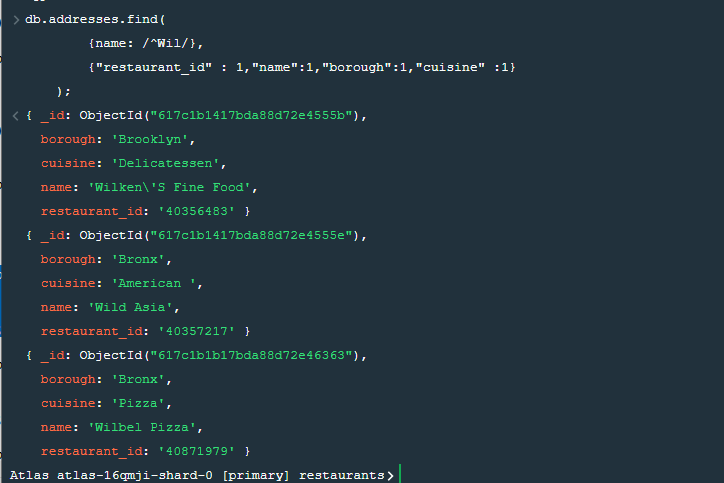 > db.addresses.find(
{name: /^Wil/},
{"restaurant_id" : 1,"name":1,"borough":1,"cuisine" :1}
);
< { _id: ObjectId("617c1b1417bda88d72e4555b"),
borough: 'Brooklyn',
cuisine: 'Delicatessen',
name: 'Wilken\'S Fine Food',
restaurant_id: '40356483' }
{ _id: ObjectId("617c1b1417bda88d72e4555e"),
borough: 'Bronx',
cuisine: 'American ',
name: 'Wild Asia',
restaurant_id: '40357217' }
{ _id: ObjectId("617c1b1b17bda88d72e46363"),
borough: 'Bronx',
cuisine: 'Pizza',
name: 'Wilbel Pizza',
restaurant_id: '40871979' }
Atlas atlas-16qmji-shard-0 [primary] restaurants>